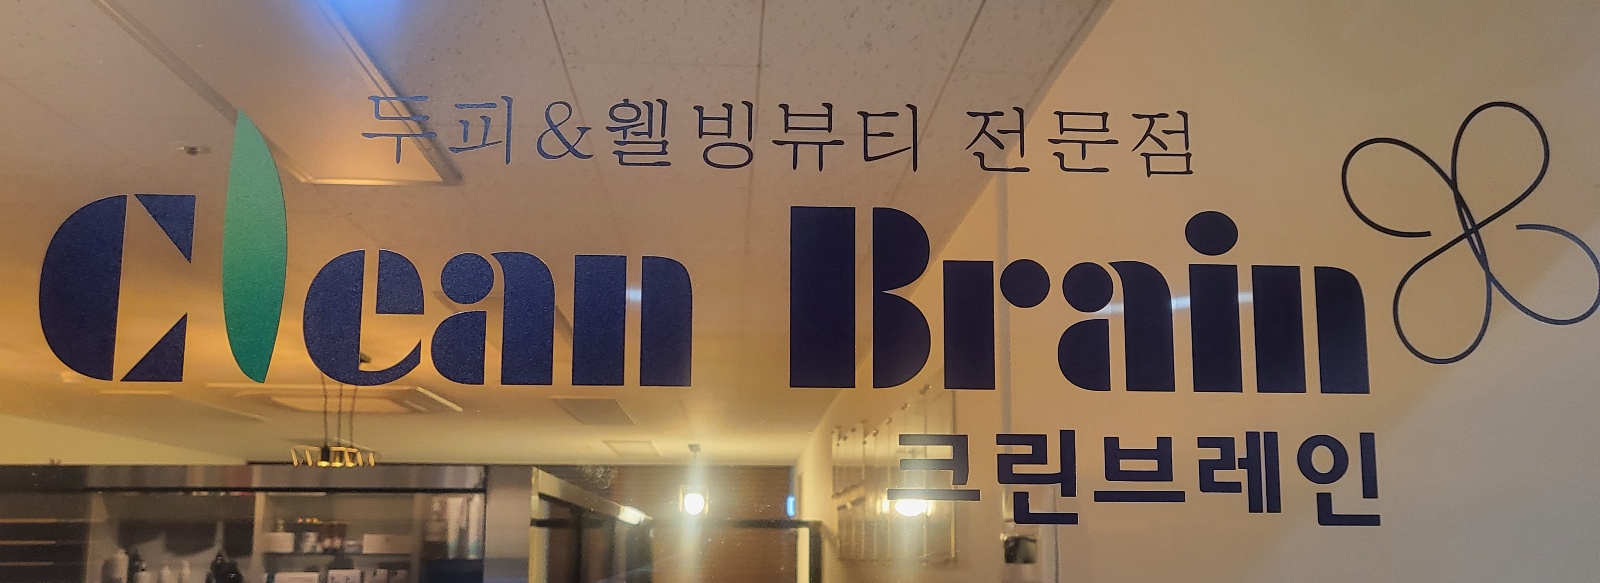 두피&웰빙뷰티 전문점
Clean Brain
크린브레인